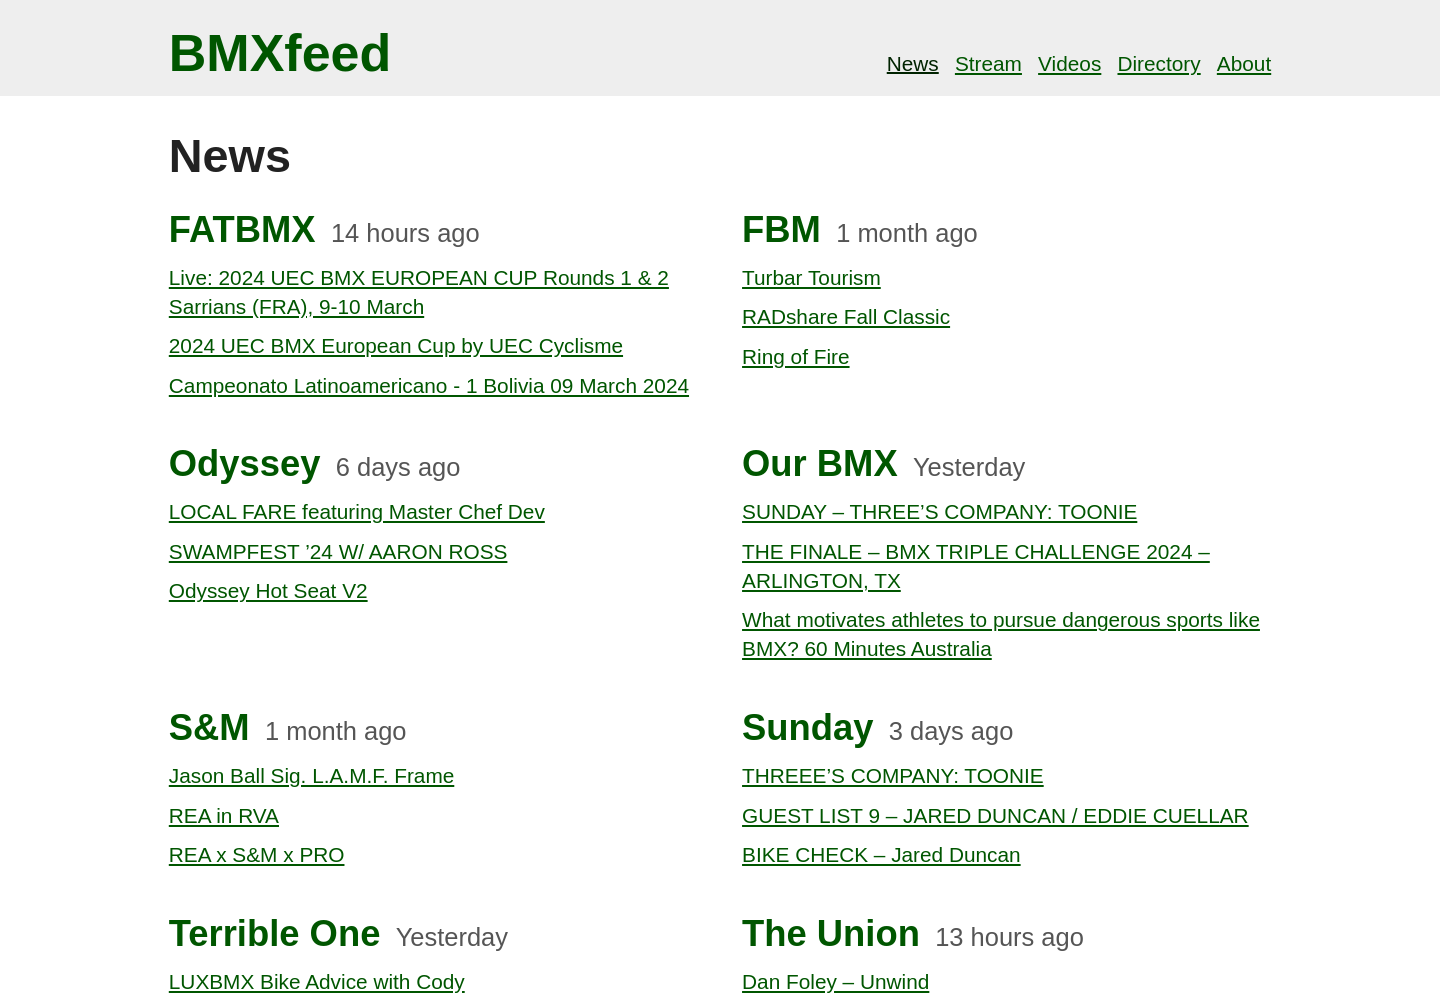 BMXfeed
News Stream Videos Directory About
News
FATBMX 14 hours ago
Live: 2024 UEC BMX EUROPEAN CUP Rounds 1 & 2
Sarrians (FRA), 9-10 March
2024 UEC BMX European Cup by UEC Cyclisme
Campeonato Latinoamericano - 1 Bolivia 09 March 2024
FBM 1 month ago
Turbar Tourism
RADshare Fall Classic
Ring of Fire
Odyssey 6 days ago
LOCAL FARE featuring Master Chef Dev
SWAMPFEST ’24 W/ AARON ROSS
Odyssey Hot Seat V2
Our BMX Yesterday
SUNDAY – THREE’S COMPANY: TOONIE
THE FINALE – BMX TRIPLE CHALLENGE 2024 –
ARLINGTON, TX
What motivates athletes to pursue dangerous sports like
BMX? 60 Minutes Australia
S&M 1 month ago
Jason Ball Sig. L.A.M.F. Frame
REA in RVA
REA x S&M x PRO
Sunday 3 days ago
THREEE’S COMPANY: TOONIE
GUEST LIST 9 – JARED DUNCAN / EDDIE CUELLAR
BIKE CHECK – Jared Duncan
Terrible One Yesterday
LUXBMX Bike Advice with Cody
The Union 13 hours ago
Dan Foley – Unwind